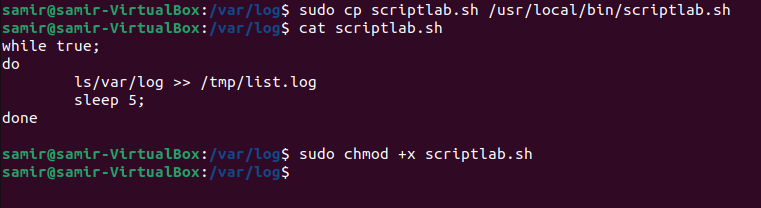 samir@samir-VirtualBox:/var/log$ sudo cp scriptlab.sh /usr/local/bin/scriptlab.sh
samir@samir-VirtualBox:/var/log$ cat scriptlab.sh
while true;
do
        ls/var/log >> /tmp/list.log
        sleep 5;
done

samir@samir-VirtualBox:/var/log$ sudo chmod +x scriptlab.sh
samir@samir-VirtualBox:/var/log$